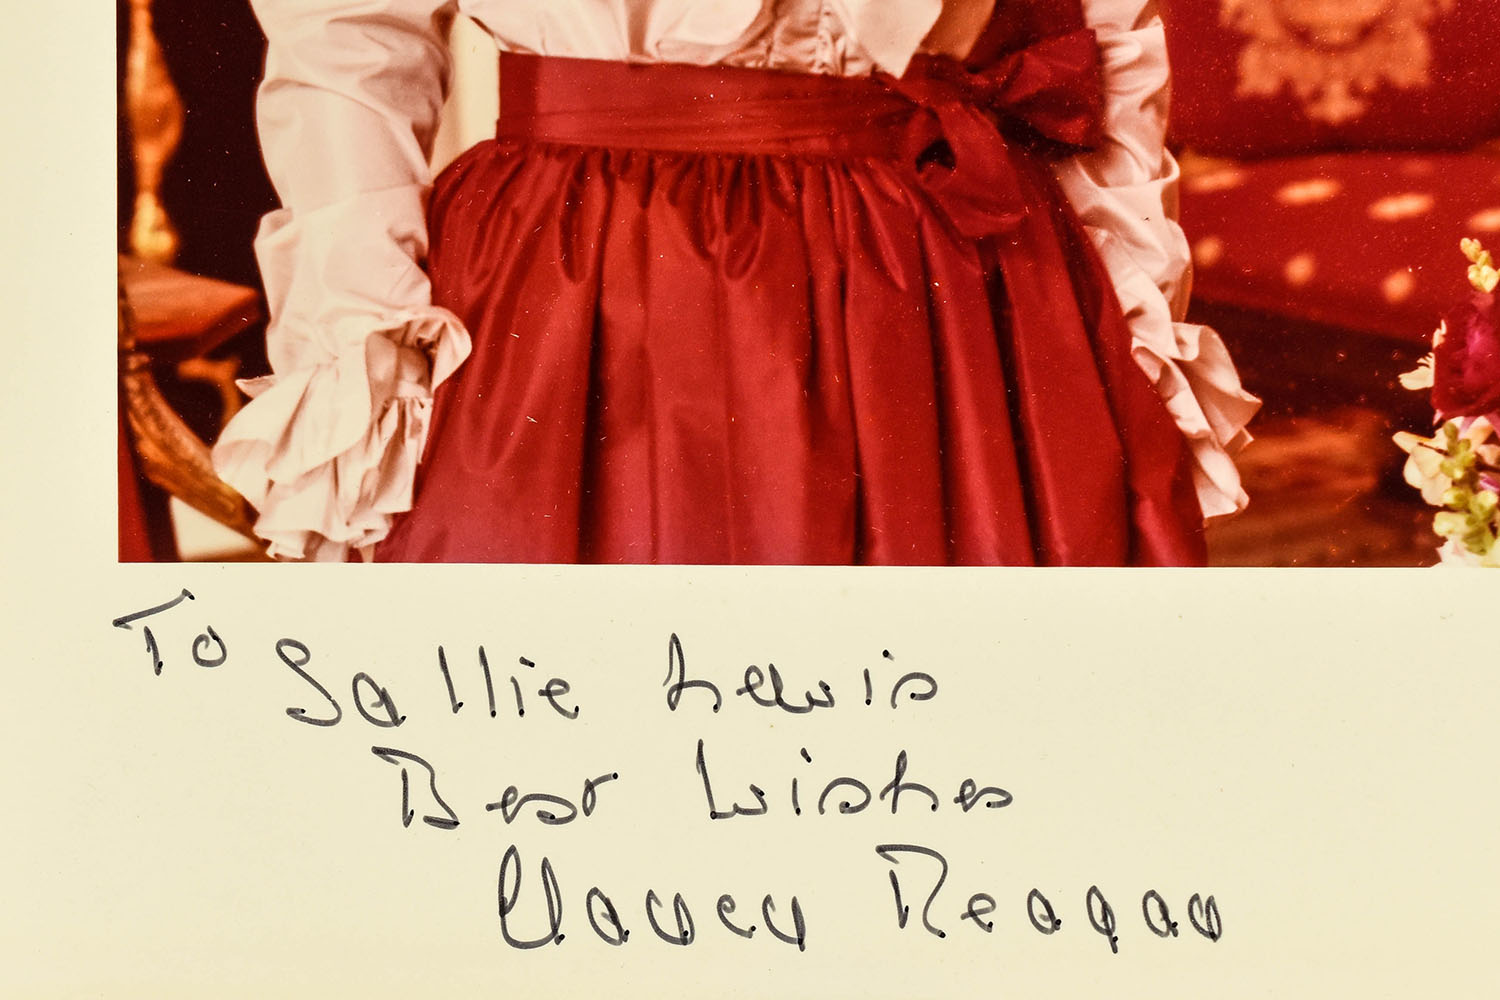 To Sallie Lewis
Best Wishes
Nancy Reagan